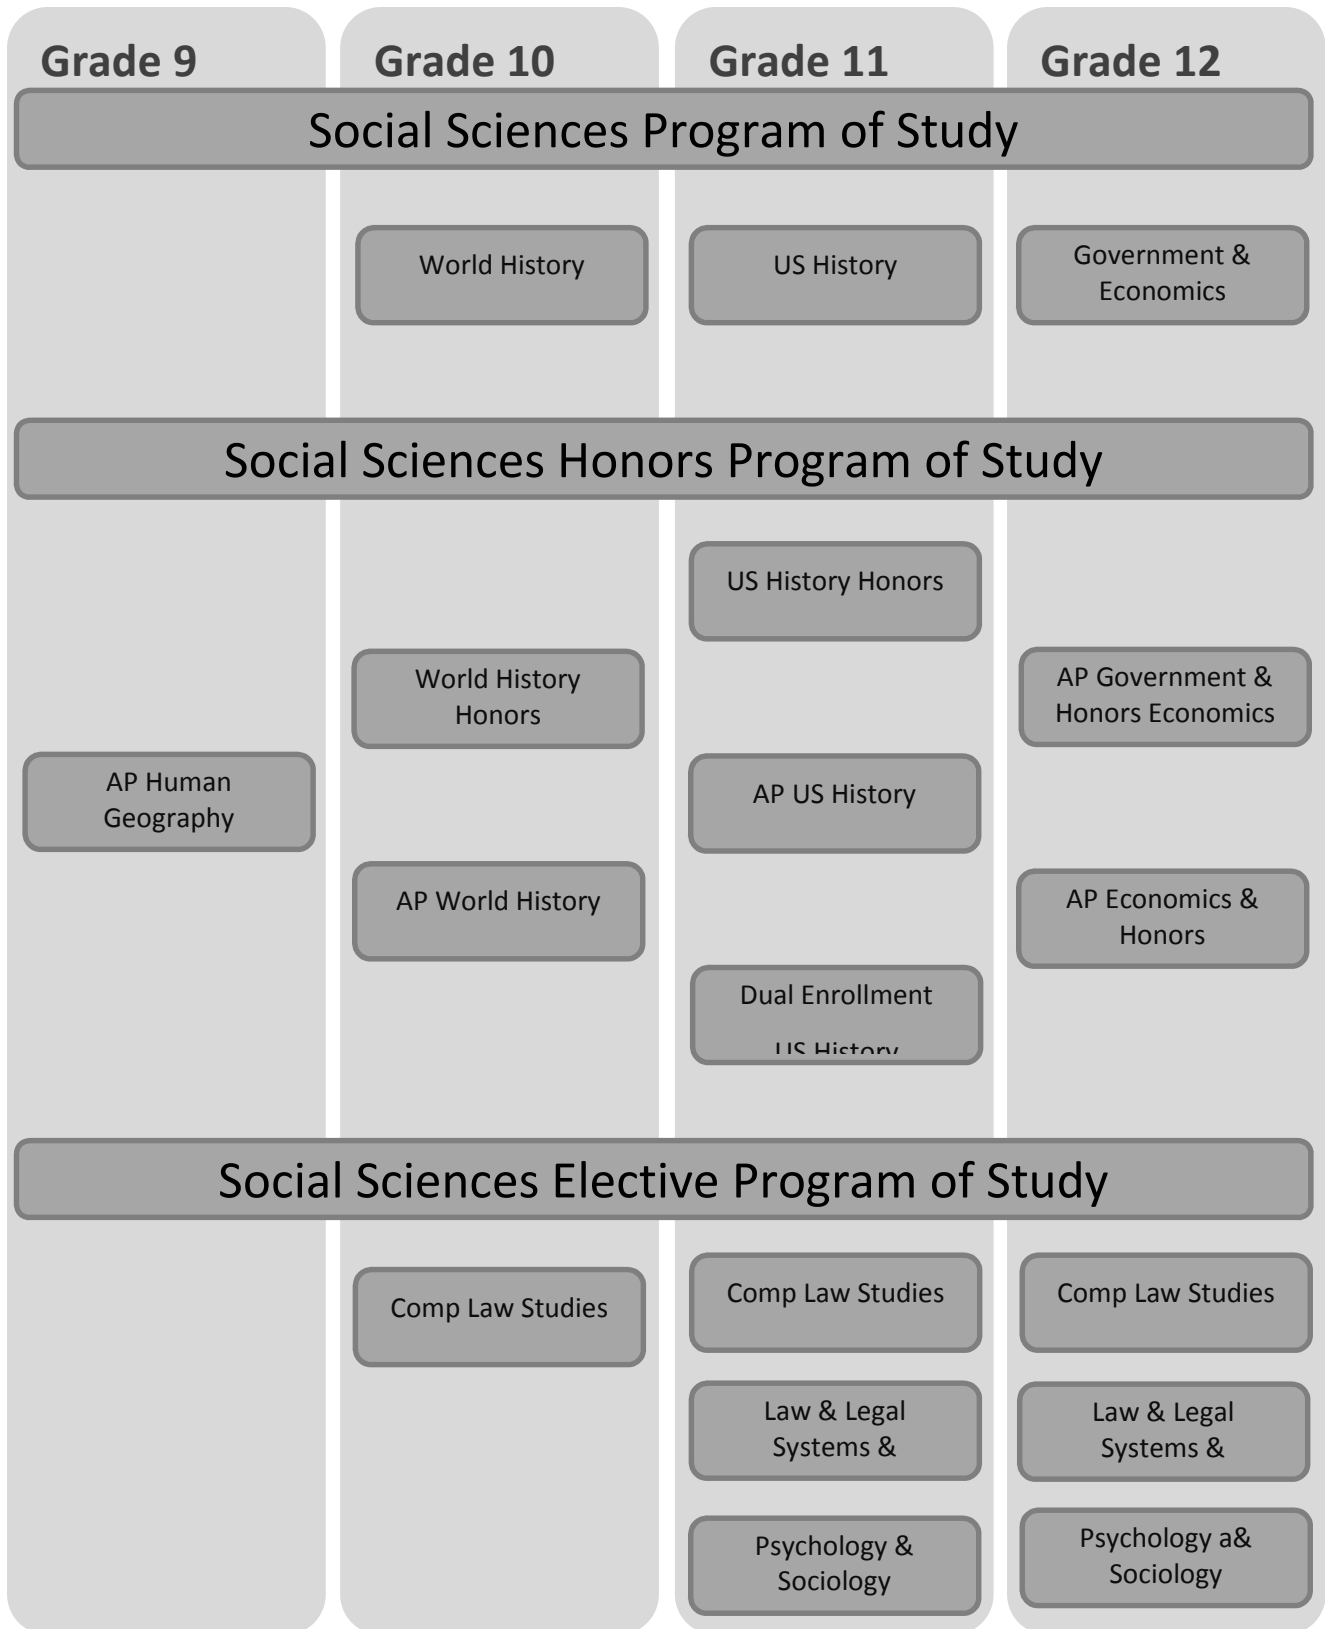 Grade 9
Grade 10
Grade 11
Grade 12
Social Sciences Program of Study
World History
US History
Government &
Economics
Social Sciences Honors Program of Study
US History Honors
World History
Honors
AP Government &
Honors Economics
AP Human
Geography
AP US History
AP World History
AP Economics &
Honors
Dual Enrollment
US History
Social Sciences Elective Program of Study
Comp Law Studies
Comp Law Studies
Comp Law Studies
Law & Legal
Systems &
Law & Legal
Systems &
Psychology &
Sociology
Psychology a&
Sociology